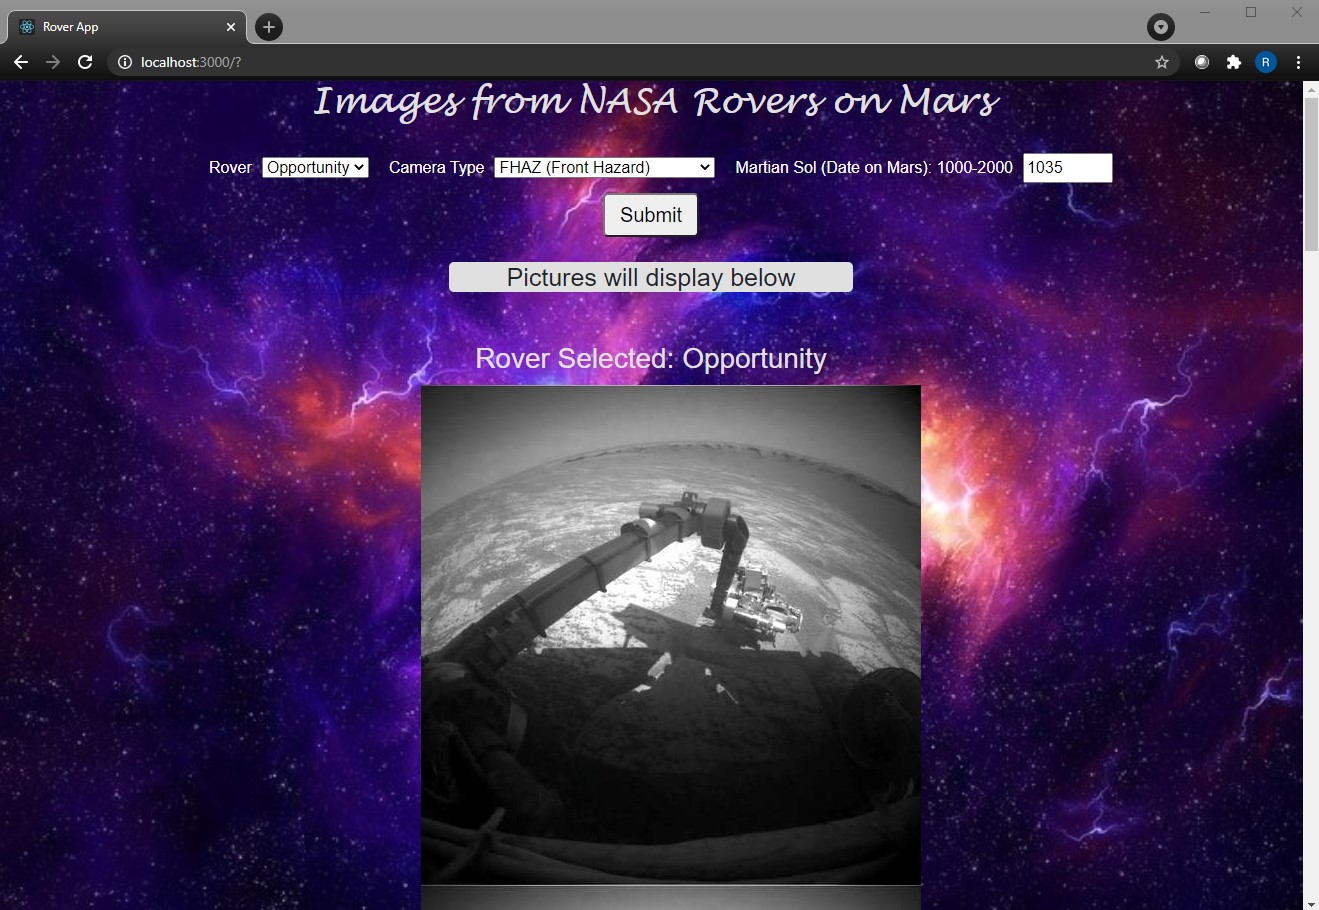 Rover App
localhost:3000/?
R
Images from NASA Rovers on Mars
Rover Opportunity Camera Type FHAZ (Front Hazard) Martian Sol (Date on Mars): 1000-2000 1035
Submit
Pictures will display below
Rover Selected: Opportunity